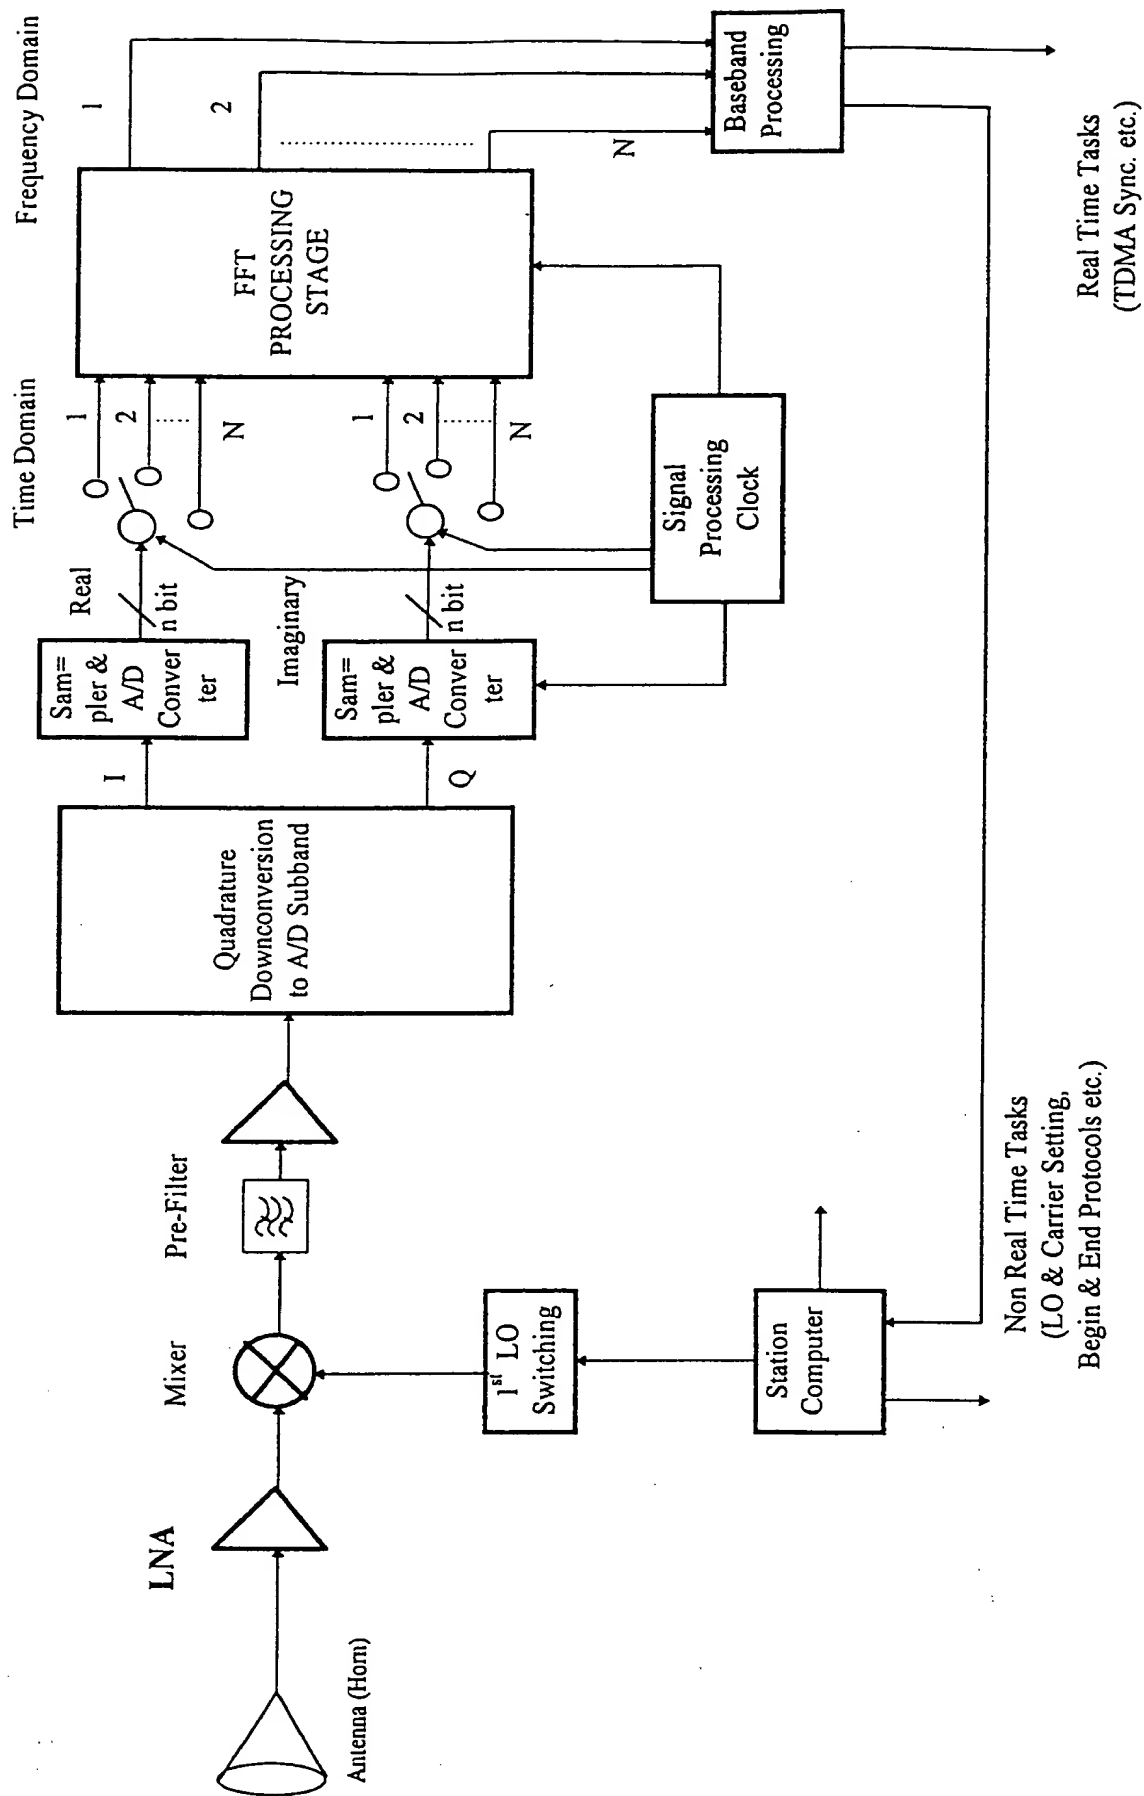 Antenna (Horn)
LNA
Mixer
Pre-Filter
1st LO
Switching
Station
Computer
Non Real Time Tasks
(LO & Carrier Setting,
Begin & End Protocols etc.)
Quadrature
Downconversion
to A/D Subband
I
Q
Sam=
pler &
A/D
Conver
ter
Sam=
pler &
A/D
Conver
ter
Real
n bit
Imaginary
n bit
Time Domain
1
2
N
1
2
N
Signal
Processing
Clock
FFT
PROCESSING
STAGE
Frequency Domain
1
2
N
Baseband
Processing
Real Time Tasks
(TDMA Sync. etc.)